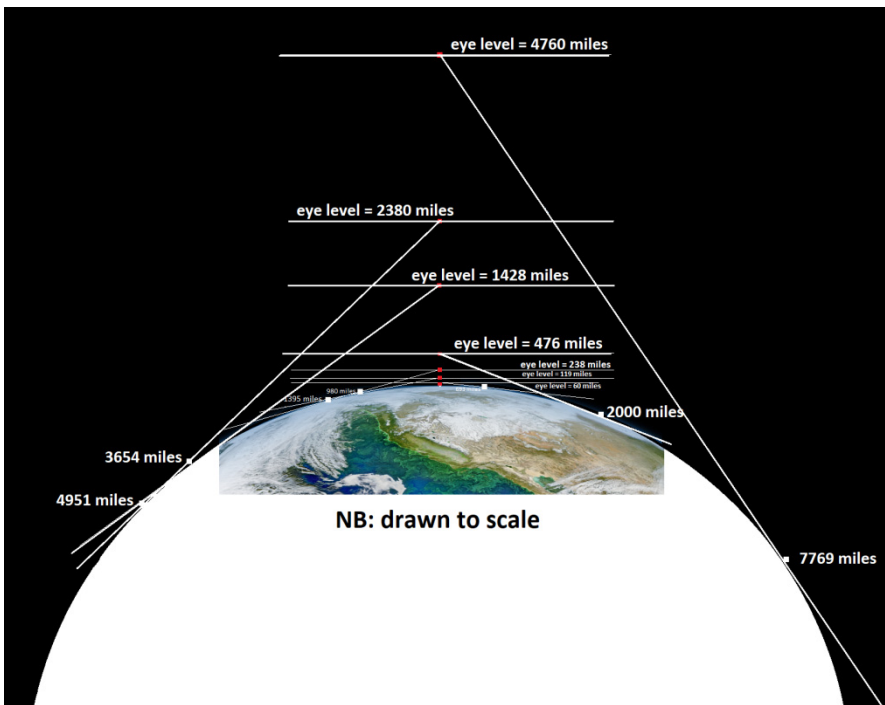 eye level = 4760 miles
eye level = 2380 miles
eye level = 1428 miles
eye level = 476 miles
eye level = 238 miles
eye level = 119 miles
eye level = 60 miles
980 miles
1395 miles
2000 miles
3654 miles
4951 miles
NB: drawn to scale
7769 miles